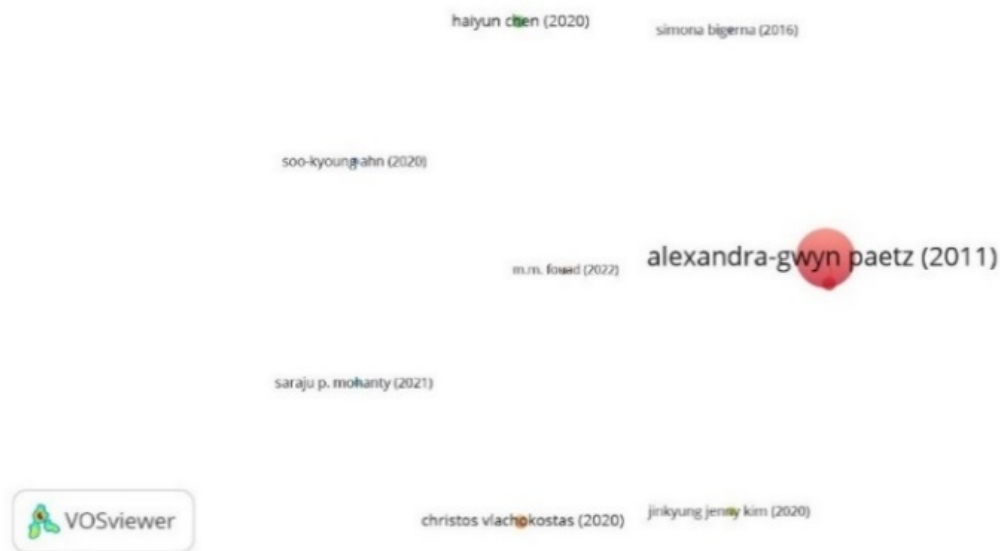 haiyun chen (2020)
simona bigerna (2016)
soo-kyoung ahn (2020)
alexandra-gwyn paetz (2011)
m.m. fouad (2022)
saraju p. mohanty (2021)
christos vlachokostas (2020)
jinkyung jenny kim (2020)
VOSviewer